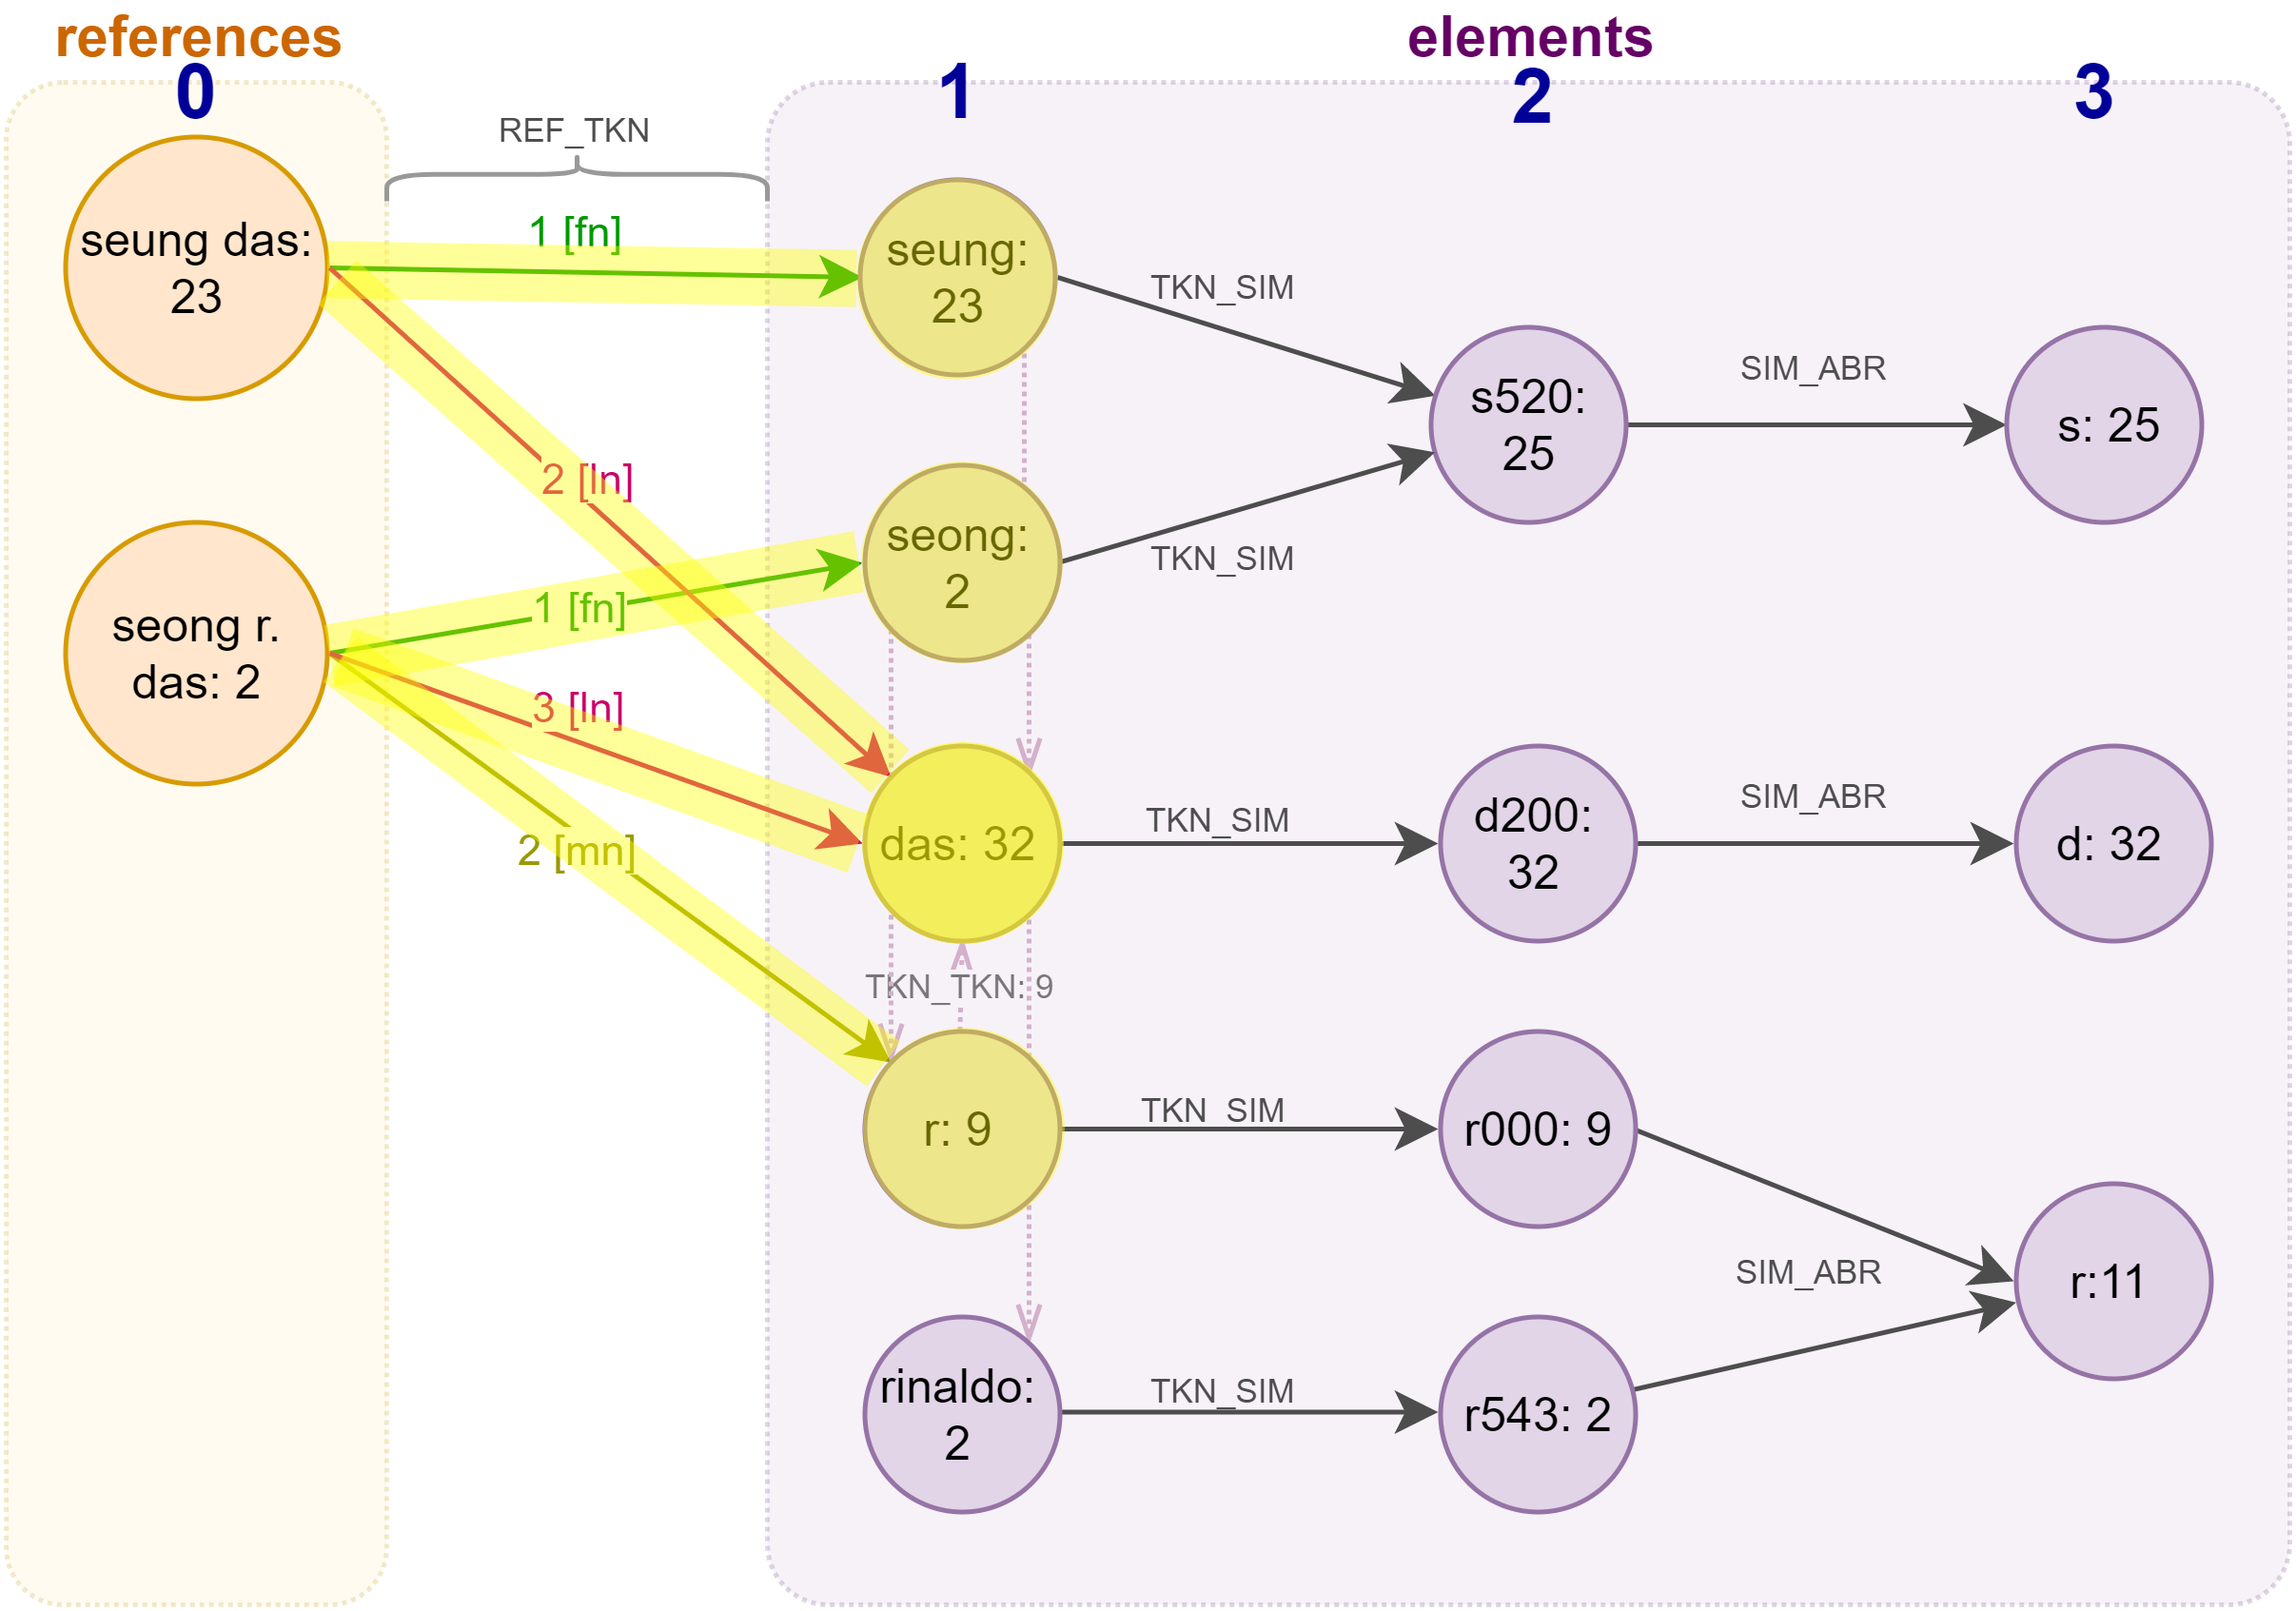 references
elements
0
1
2
3
REF_TKN
seung das:
23
1 [fn]
seung:
23
TKN_SIM
s520:
25
SIM_ABR
s: 25
2 [ln]
seong r.
das: 2
1 [fn]
seong:
2
TKN_SIM
3 [ln]
2 [mn]
das: 32
TKN_SIM
d200:
32
SIM_ABR
d: 32
TKN_TKN: 9
r: 9
TKN_SIM
r000: 9
SIM_ABR
r:11
rinaldo:
2
TKN_SIM
r543: 2